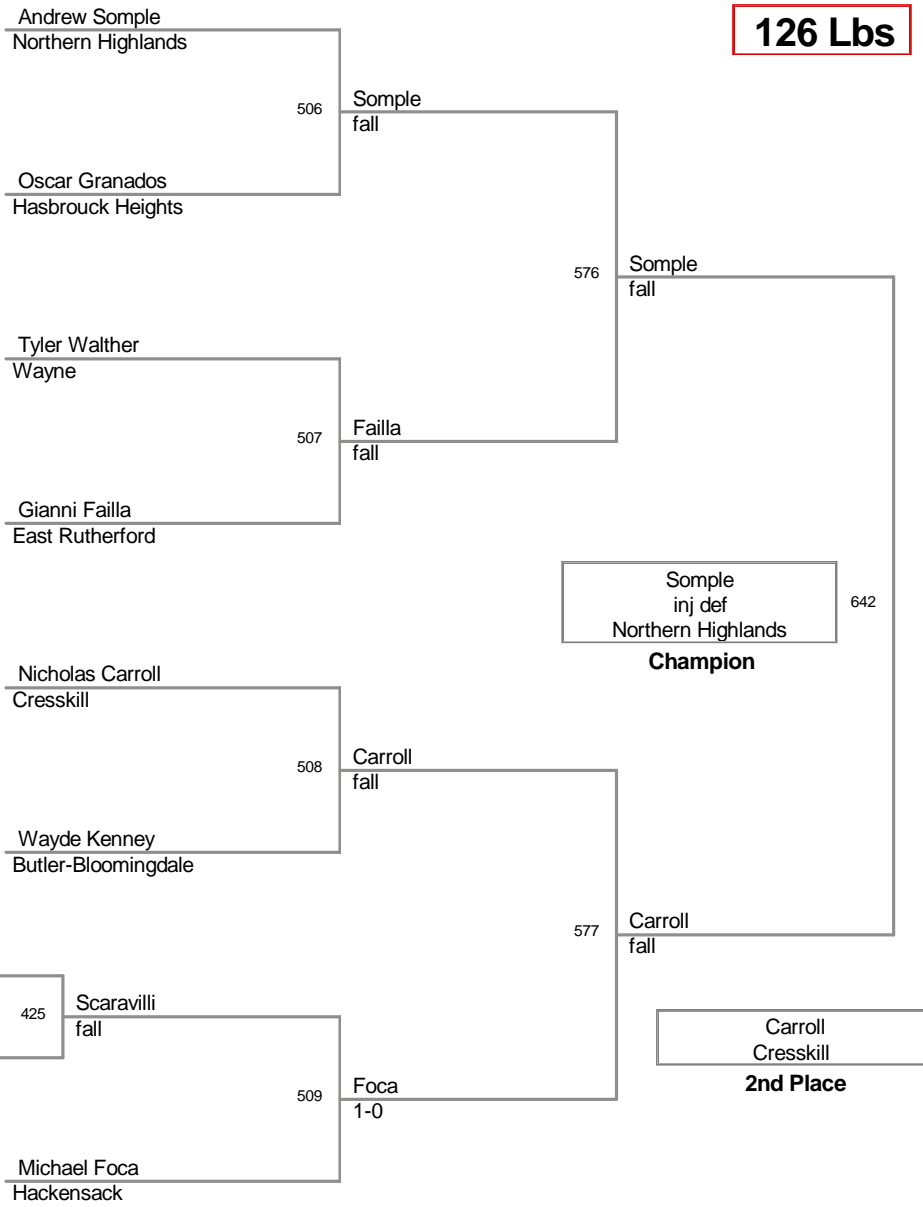 Andrew Somple
Northern Highlands
126 Lbs
506
Somple
fall
Oscar Granados
Hasbrouck Heights
576
Somple
fall
Tyler Walther
Wayne
507
Failla
fall
Gianni Failla
East Rutherford
Somple
inj def
Northern Highlands
642
Champion
Nicholas Carroll
Cresskill
508
Carroll
fall
Wayde Kenney
Butler-Bloomingdale
577
Carroll
fall
425
Scaravilli
fall
Carroll
Cresskill
2nd Place
509
Foca
1-0
Michael Foca
Hackensack